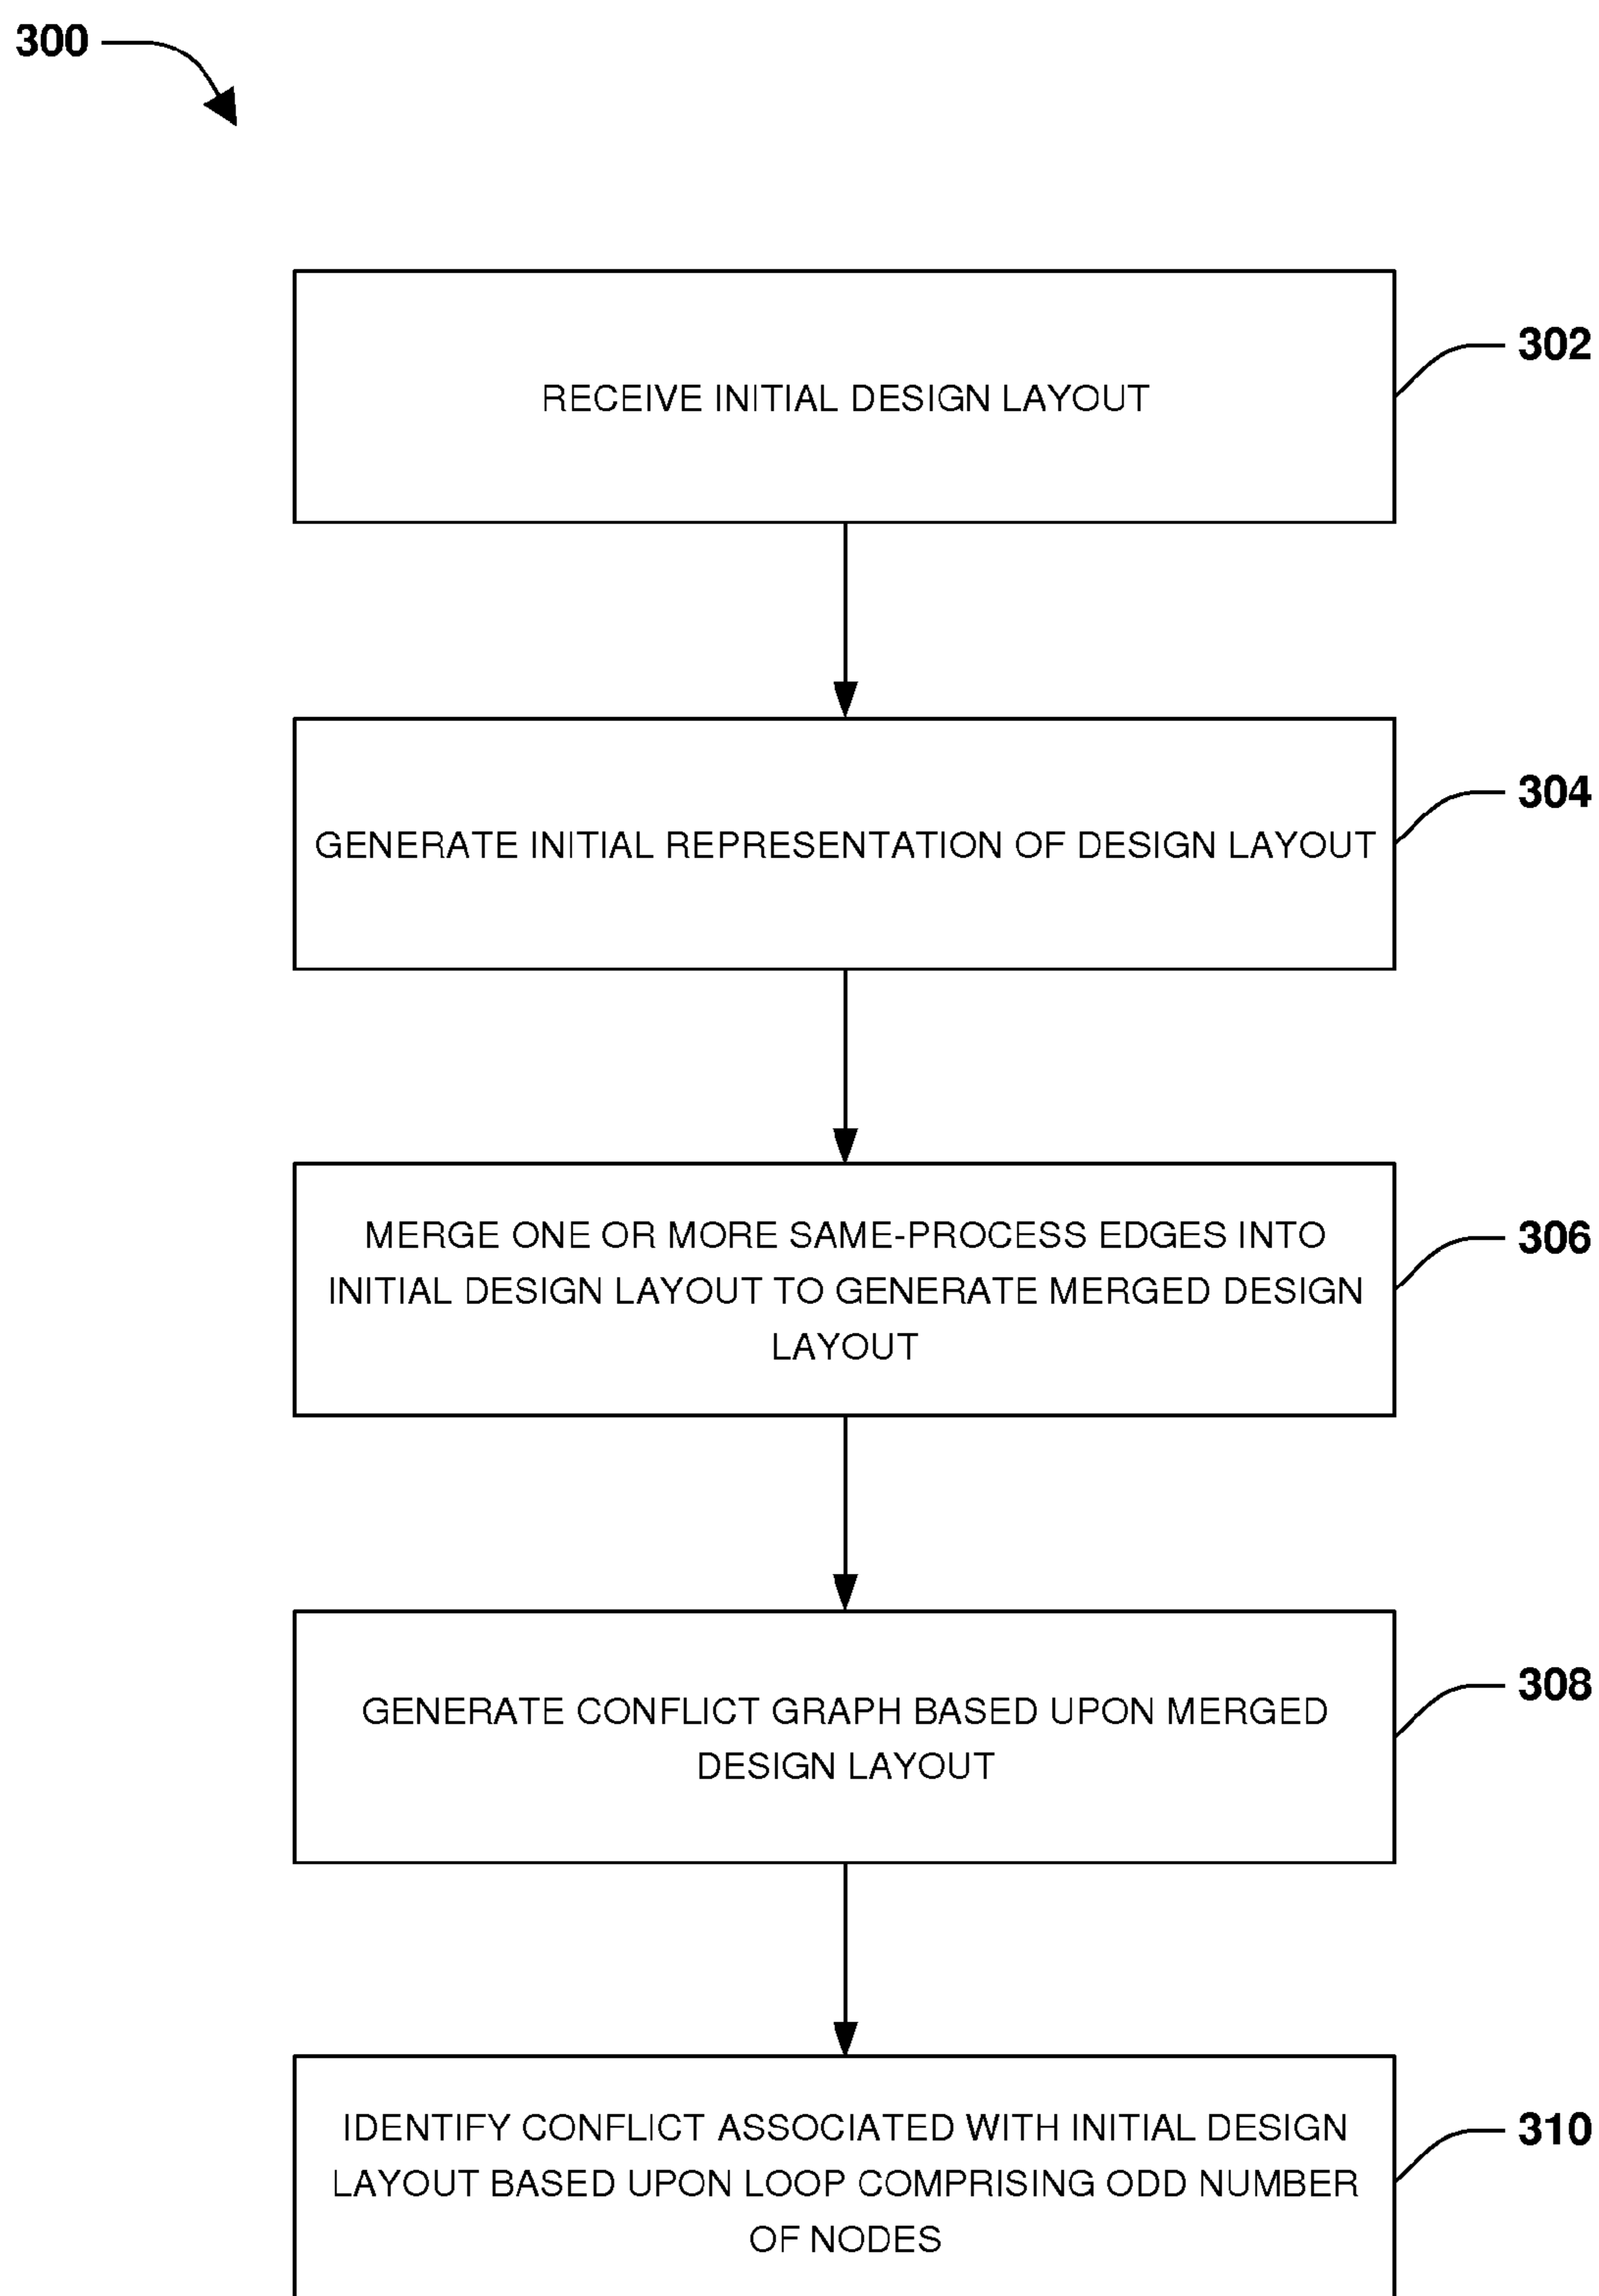 300
RECEIVE INITIAL DESIGN LAYOUT
302
GENERATE INITIAL REPRESENTATION OF DESIGN LAYOUT
304
MERGE ONE OR MORE SAME-PROCESS EDGES INTO
INITIAL DESIGN LAYOUT TO GENERATE MERGED DESIGN
LAYOUT
306
GENERATE CONFLICT GRAPH BASED UPON MERGED
DESIGN LAYOUT
308
IDENTIFY CONFLICT ASSOCIATED WITH INITIAL DESIGN
LAYOUT BASED UPON LOOP COMPRISING ODD NUMBER
OF NODES
310